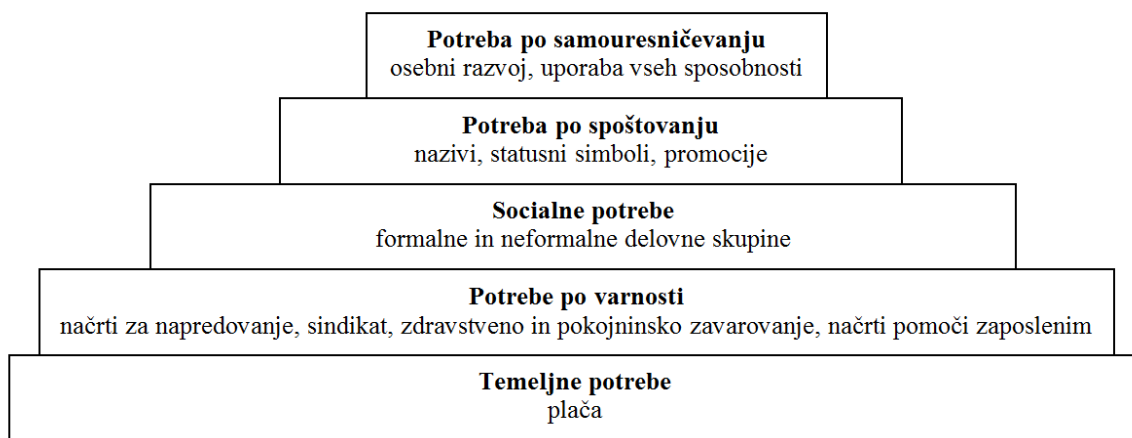 Potreba po samouresničevanju
osebni razvoj, uporaba vseh sposobnosti
Potreba po spoštovanju
nazivi, statusni simboli, promocije
Socialne potrebe
formalne in neformalne delovne skupine
Potrebe po varnosti
načrti za napredovanje, sindikat, zdravstveno in pokojninsko zavarovanje, načrti pomoči zaposlenim
Temeljne potrebe
plača